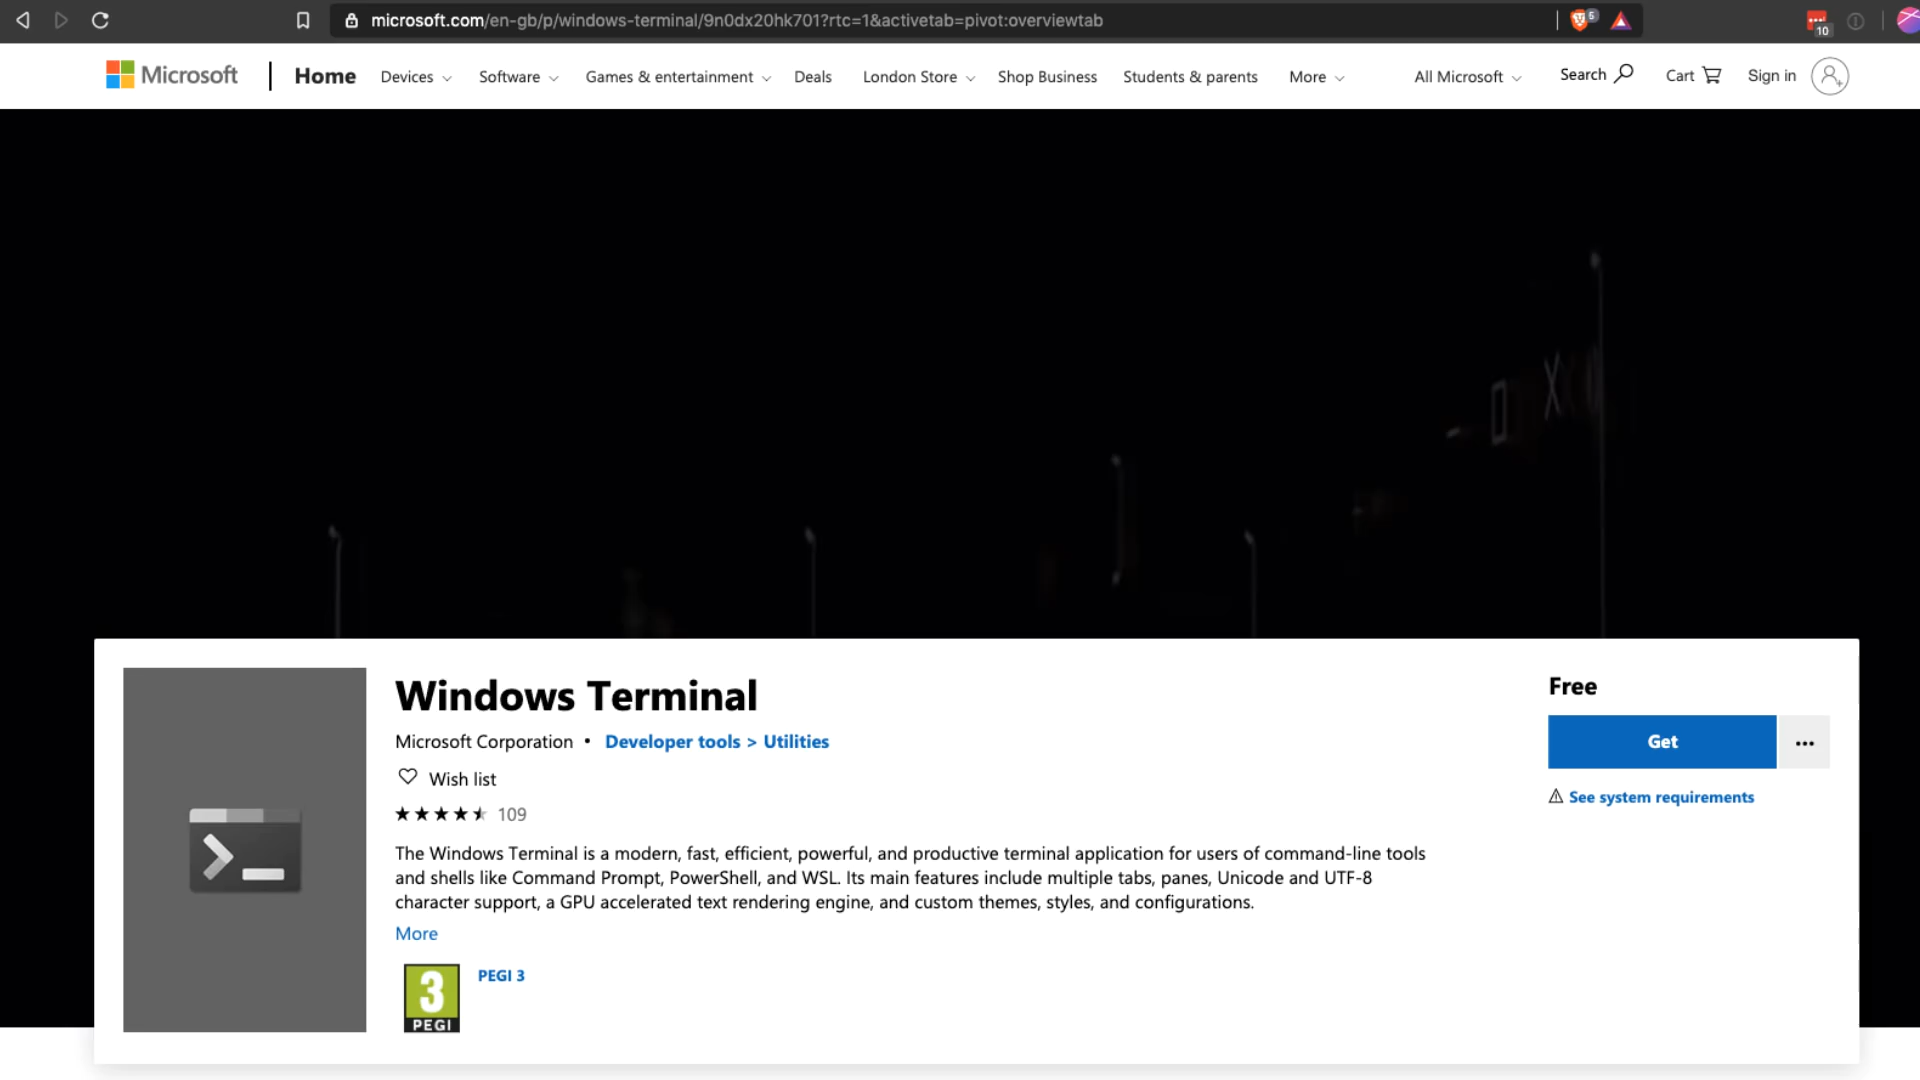 microsoft.com/en-gb/p/windows-terminal/9n0dx20hk701?rtc=1&activetab=pivot:overviewtab
5
10
Microsoft Home Devices Software Games & entertainment Deals London Store Shop Business Students & parents More All Microsoft Search Cart Sign in
Windows Terminal
Microsoft Corporation • Developer tools > Utilities
Wish list
109
The Windows Terminal is a modern, fast, efficient, powerful, and productive terminal application for users of command-line tools
and shells like Command Prompt, PowerShell, and WSL. Its main features include multiple tabs, panes, Unicode and UTF-8
character support, a GPU accelerated text rendering engine, and custom themes, styles, and configurations.
More
3
PEGI
PEGI 3
Free
Get
See system requirements